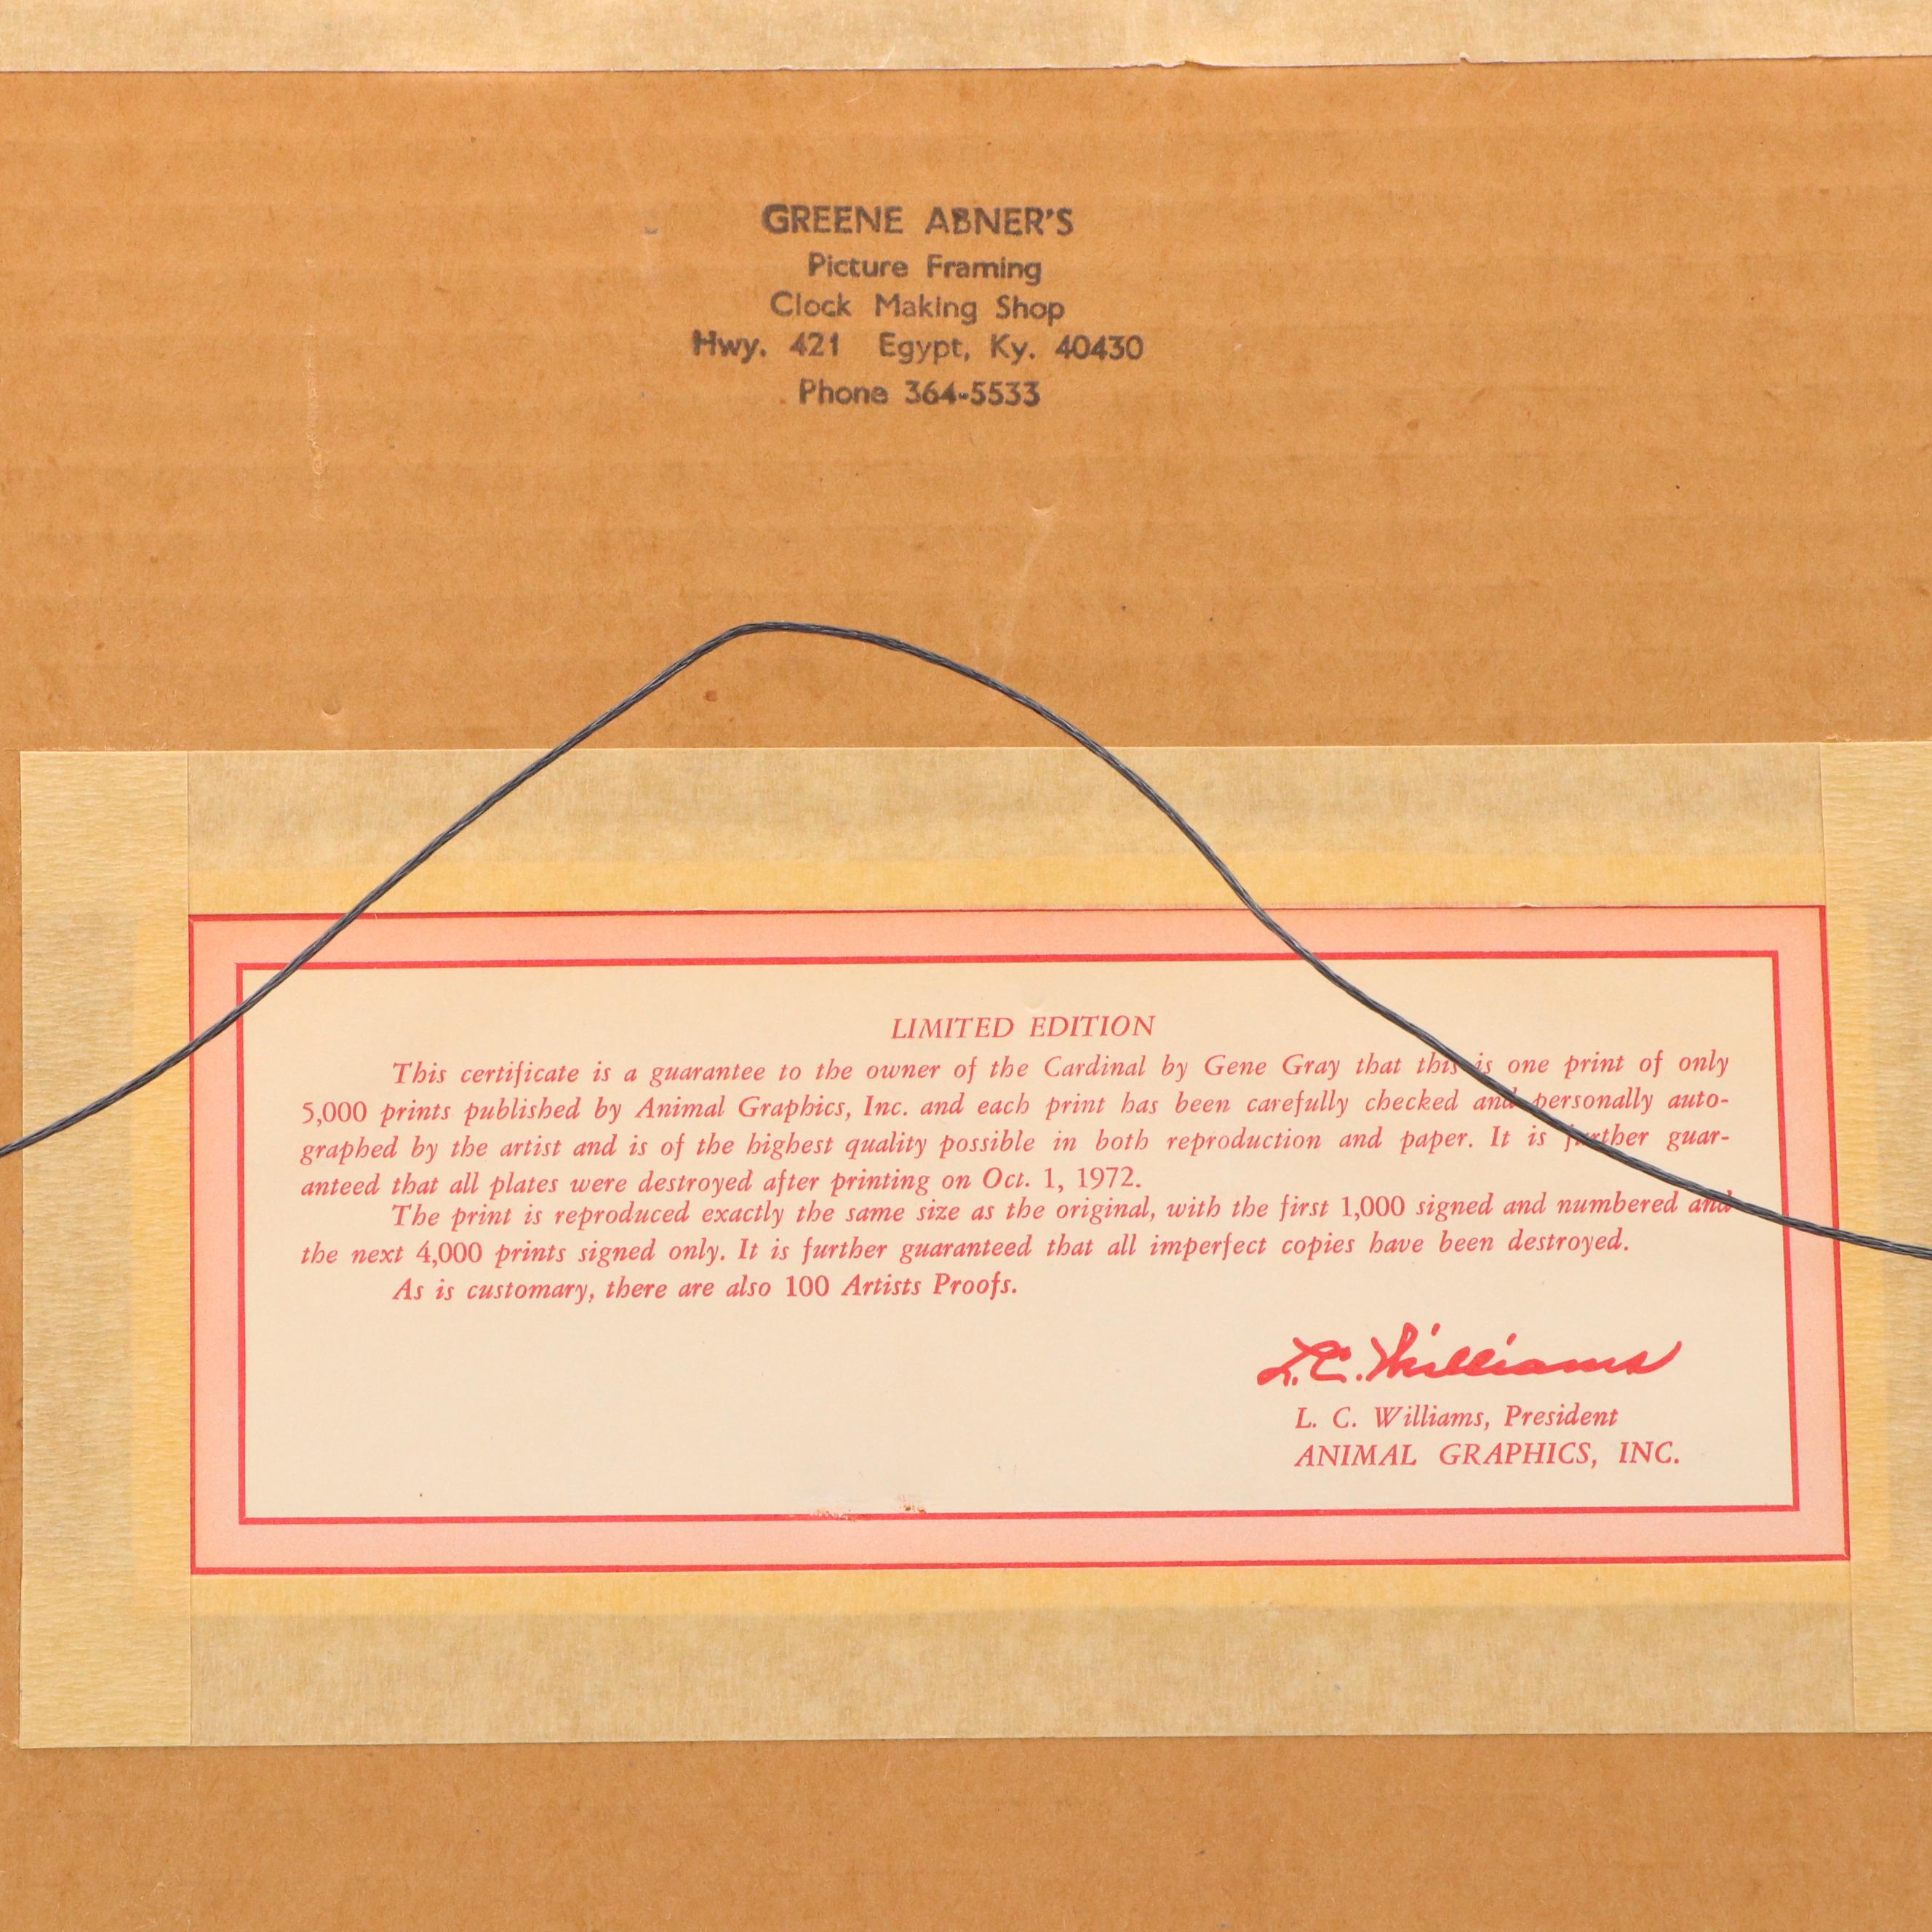 GREENE ABNER'S
Picture Framing
Clock Making Shop
Hwy. 421 Egypt, Ky. 40430
Phone 364-5533
LIMITED EDITION
This certificate is a guarantee to the owner of the Cardinal by Gene Gray that this is one print of only
5,000 prints published by Animal Graphics, Inc. and each print has been carefully checked and personally auto-
graphed by the artist and is of the highest quality possible in both reproduction and paper. It is further guar-
anteed that all plates were destroyed after printing on Oct. 1, 1972.
The print is reproduced exactly the same size as the original, with the first 1,000 signed and numbered and
the next 4,000 prints signed only. It is further guaranteed that all imperfect copies have been destroyed.
As is customary, there are also 100 Artists Proofs.
L.C. Williams
L. C. Williams, President
ANIMAL GRAPHICS, INC.